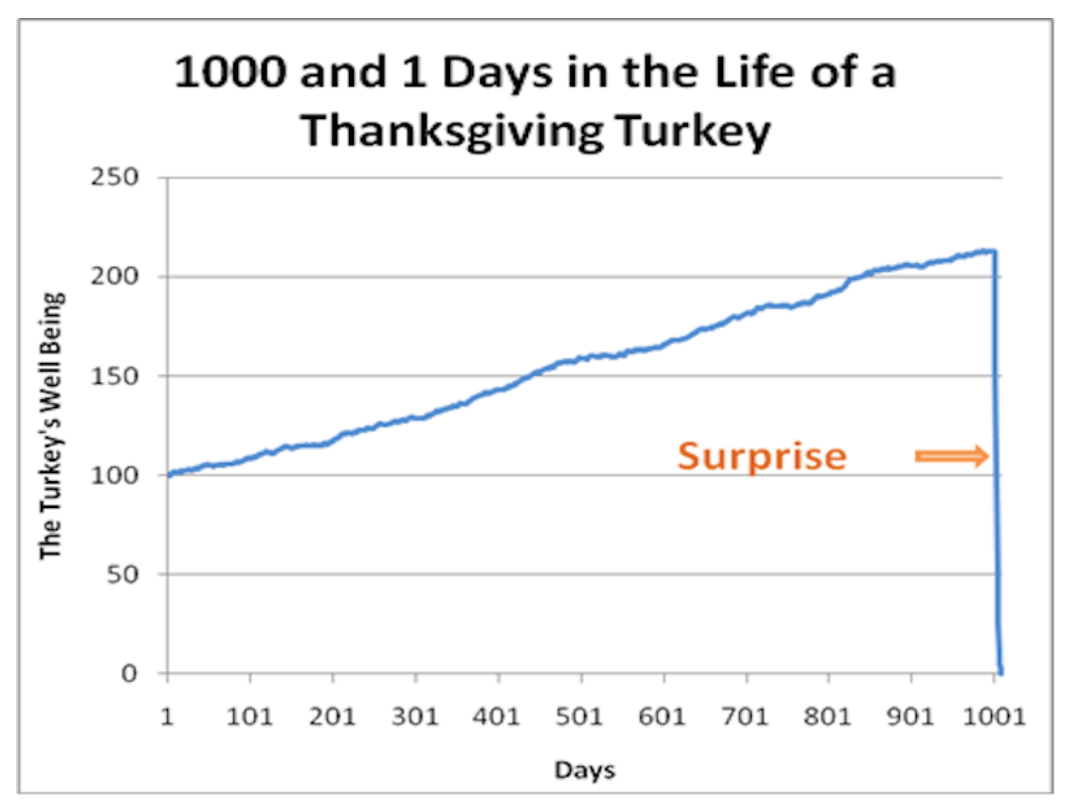 1000 and 1 Days in the Life of a
Thanksgiving Turkey
250
200
150
100
50
0
The Turkey's Well Being
Surprise
1 101 201 301 401 501 601 701 801 901 1001
Days